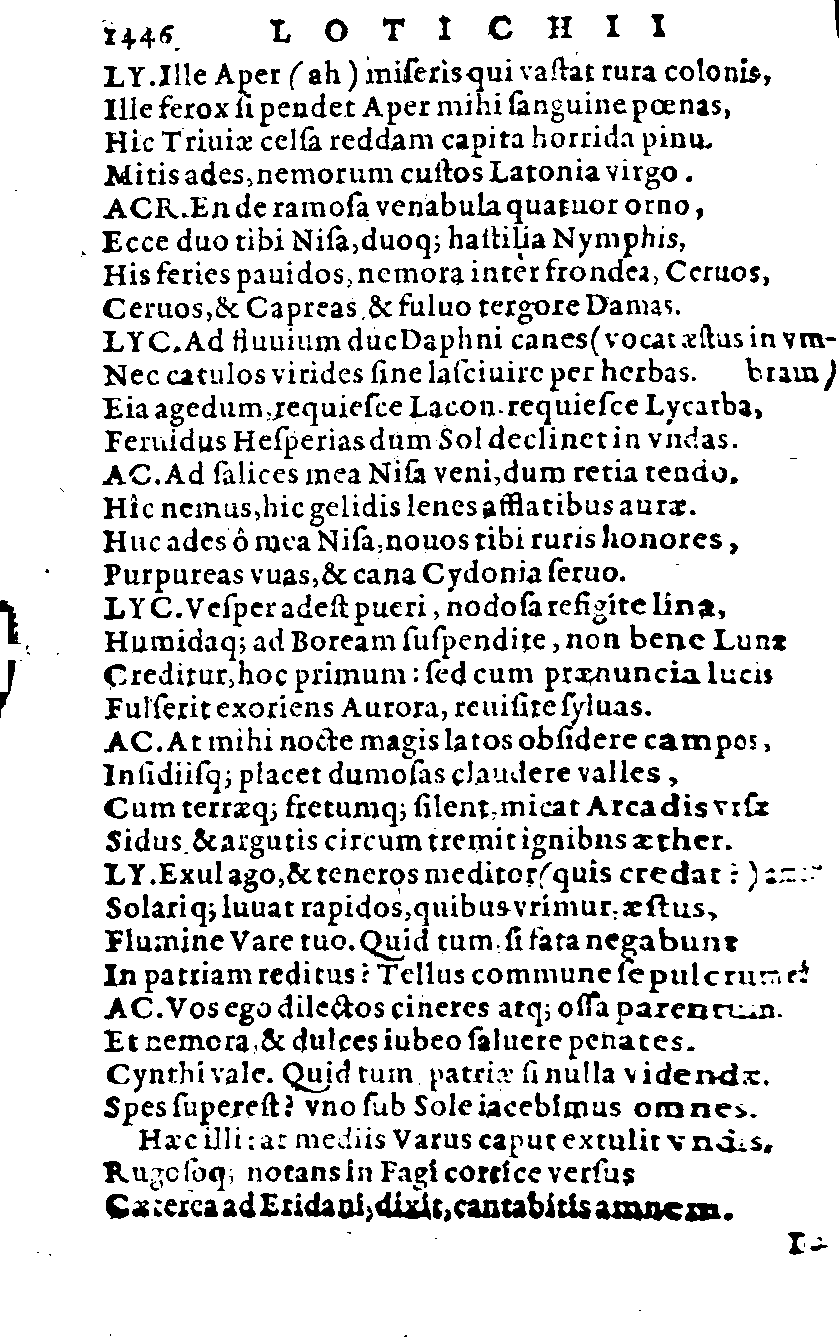 1446. LOTICHII
LY.Ille Aper (ah) miſeris qui vaſtat rura colonis,
Ille ferox ſi pendet Aper mihi ſanguine pœnas,
Hic Triuiæ celſa reddam capita horrida pinu.
Mitis ades, nemorum cuſtos Latonia virgo.
ACR.En de ramoſa venabula quatuor orno,
Ecce duo tibi Niſa, duoq; haſtilia Nymphis,
His feries pauidos, nemora inter frondea, Ceruos,
Ceruos, & Capreas, & fuluo tergore Damas.
LYC.Ad fluuium duc Daphni canes (vocat æſtus in vm-
Nec catulos virides ſine laſciuire per herbas. bram)
Eia agedum, requieſce Lacon. requieſce Lycarba,
Feruidus Heſperias dum Sol declinet in vndas.
AC.Ad ſalices mea Niſa veni, dum retia tendo.
Hîc nemus, hic gelidis lenes afflatibus auræ.
Huc ades ô mea Niſa, nouos tibi ruris honores,
Purpureas vuas, & cana Cydonia ſeruo.
LYC.Veſper adeſt pueri, nodoſa refigite lina,
Humidaq; ad Boream ſuſpendite, non bene Lunæ
Creditur, hoc primum: ſed cum prænuncia lucis
Fulſerit exoriens Aurora, reuiſite ſyluas.
AC.At mihi nocte magis latos obſidere campos,
Inſidiiſq; placet dumoſas claudere valles,
Cum terræq; fretumq; ſilent, micat Arcadis vrſæ
Sidus, & argutis circum tremit ignibus æther.
LY.Exul ago, & teneros meditor (quis credat?)
Solariq; iuuat rapidos, quibus vrimur, æſtus,
Flumine Vare tuo. Quid tum, ſi fata negabunt
In patriam reditus? Tellus commune ſepulcrum eſt
AC.Vos ego dilectos cineres atq; oſſa parentum.
Et nemora, & dulces iubeo ſaluere penates.
Cynthi vale. Quid tum patriæ ſi nulla videndæ.
Spes ſupereſt? vno ſub Sole iacebimus omnes.
Hæc illi: at mediis Varus caput extulit vndis,
Rugoſoq; notans in Fagi cortice verſus
Cæterea ad Eridani, dixit, cantabitis amnem.